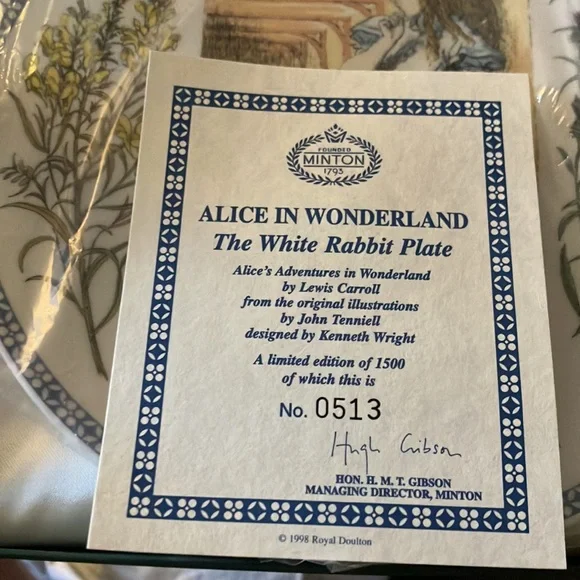 FOUNDED
MINTON
1793
ALICE IN WONDERLAND
The White Rabbit Plate
Alice's Adventures in Wonderland
by Lewis Carroll
from the original illustrations
by John Tenniell
designed by Kenneth Wright
A limited edition of 1500
of which this is
No. 0513
Hugh Gibson
HON. H. M. T. GIBSON
MANAGING DIRECTOR, MINTON
© 1998 Royal Doulton